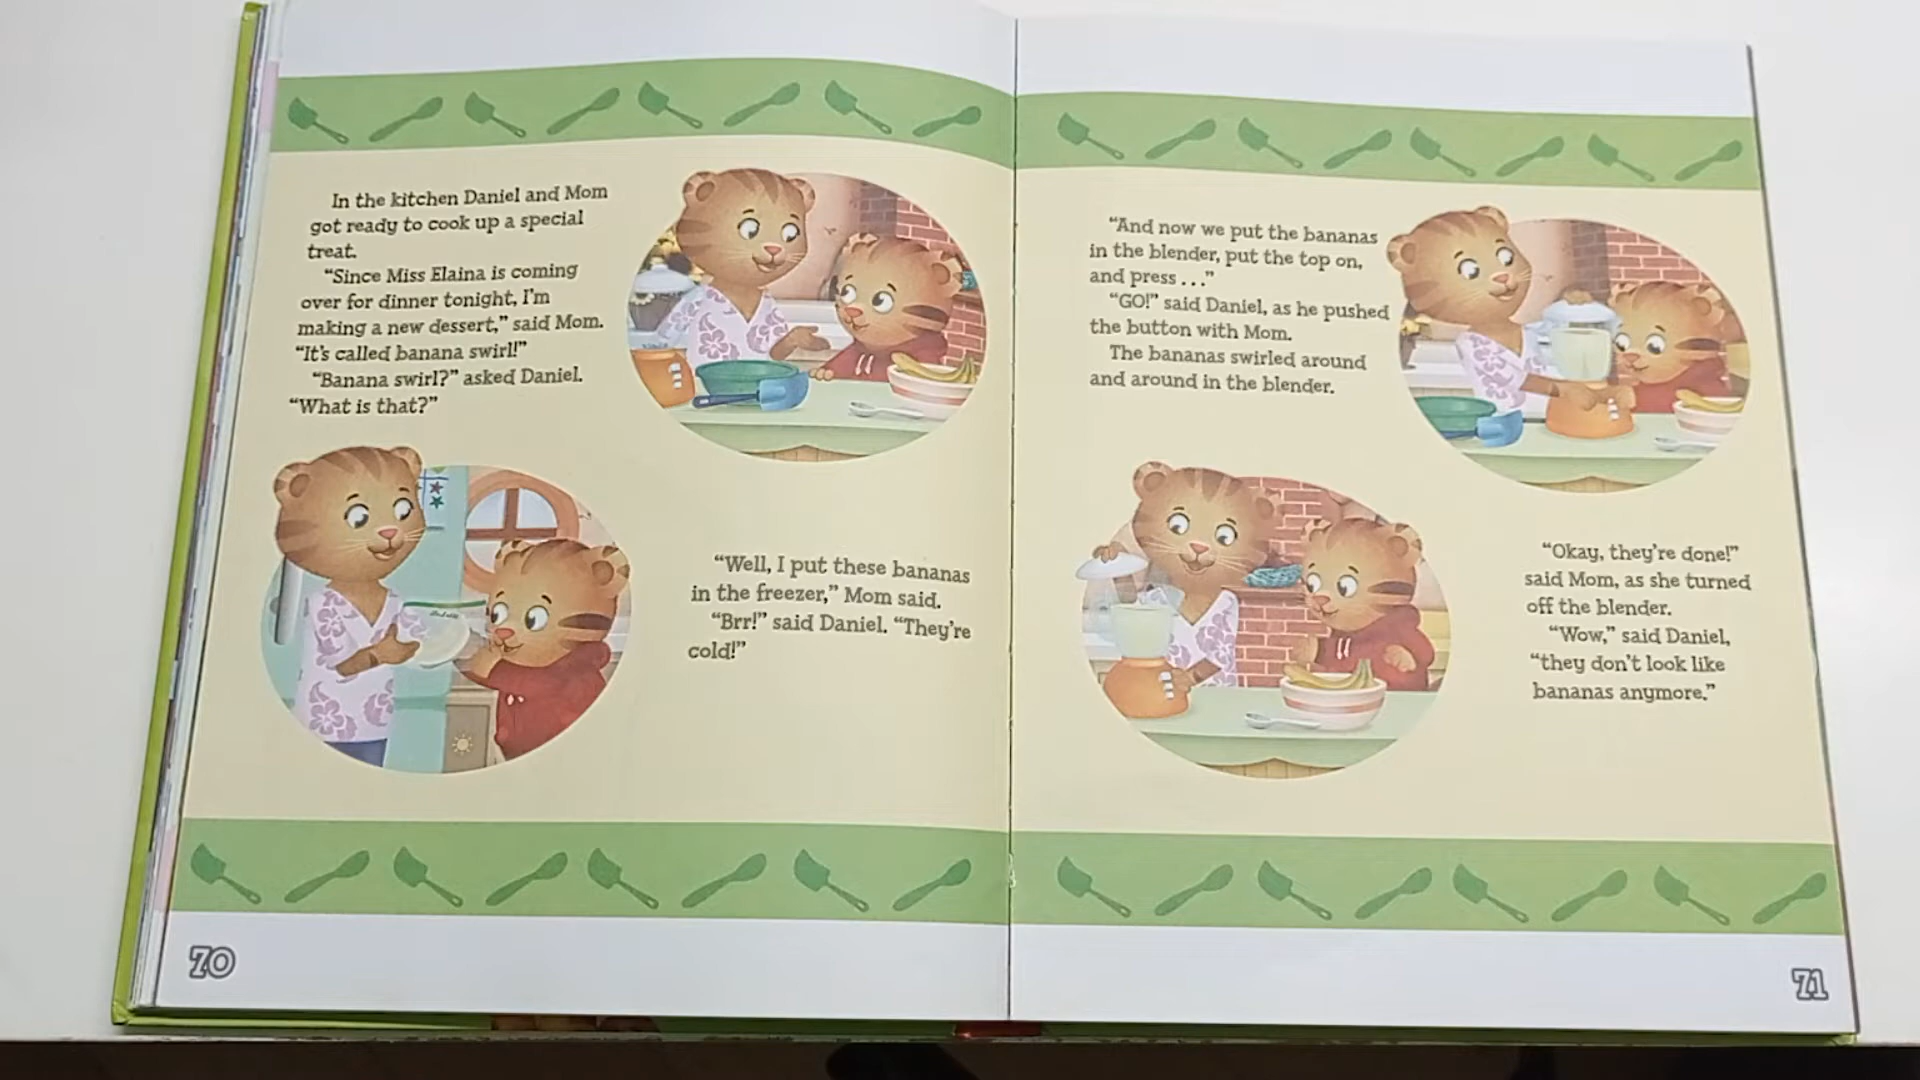 In the kitchen Daniel and Mom
got ready to cook up a special
treat.
“Since Miss Elaina is coming
over for dinner tonight, I’m
making a new dessert,” said Mom.
“It’s called banana swirl!”
“Banana swirl?” asked Daniel.
“What is that?”
“Well, I put these bananas
in the freezer,” Mom said.
“Brr!” said Daniel. “They’re
cold!”
70
“And now we put the bananas
in the blender, put the top on,
and press . . .”
“GO!” said Daniel, as he pushed
the button with Mom.
The bananas swirled around
and around in the blender.
“Okay, they’re done!”
said Mom, as she turned
off the blender.
“Wow,” said Daniel,
“they don’t look like
bananas anymore.”
71